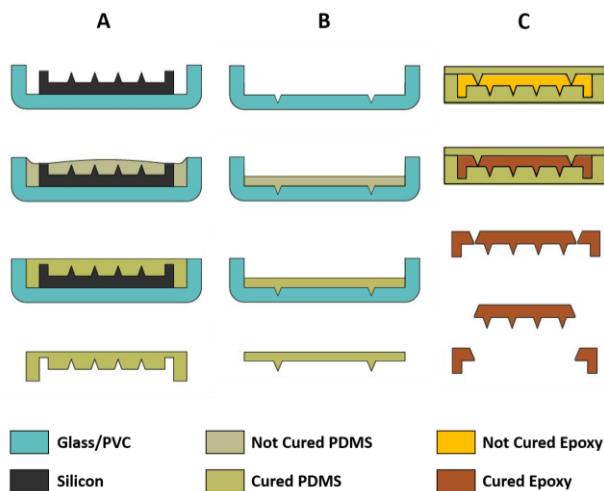 A
B
C
Glass/PVC
Not Cured PDMS
Not Cured Epoxy
Silicon
Cured PDMS
Cured Epoxy